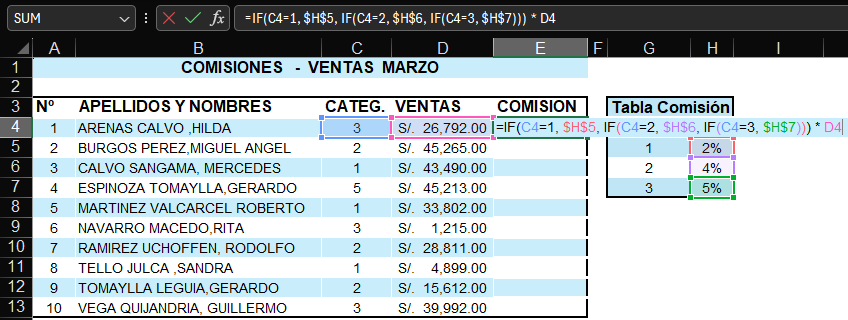 SUM =IF(C4=1, $H$5, IF(C4=2, $H$6, IF(C4=3, $H$7))) * D4
A B C D E F G H I
1 COMISIONES - VENTAS MARZO
2
3 Nº APELLIDOS Y NOMBRES CATEG. VENTAS COMISION Tabla Comisión
4 1 ARENAS CALVO ,HILDA 3 S/. 26,792.00 =IF(C4=1, $H$5, IF(C4=2, $H$6, IF(C4=3, $H$7))) * D4
5 2 BURGOS PEREZ,MIGUEL ANGEL 2 S/. 45,265.00 1 2%
6 3 CALVO SANGAMA, MERCEDES 1 S/. 43,490.00 2 4%
7 4 ESPINOZA TOMAYLLA,GERARDO 5 S/. 45,213.00 3 5%
8 5 MARTINEZ VALCARCEL ROBERTO 1 S/. 33,802.00
9 6 NAVARRO MACEDO,RITA 3 S/. 1,215.00
10 7 RAMIREZ UCHOFFEN, RODOLFO 2 S/. 28,811.00
11 8 TELLO JULCA ,SANDRA 1 S/. 4,899.00
12 9 TOMAYLLA LEGUIA,GERARDO 2 S/. 15,612.00
13 10 VEGA QUIJANDRIA, GUILLERMO 3 S/. 39,992.00